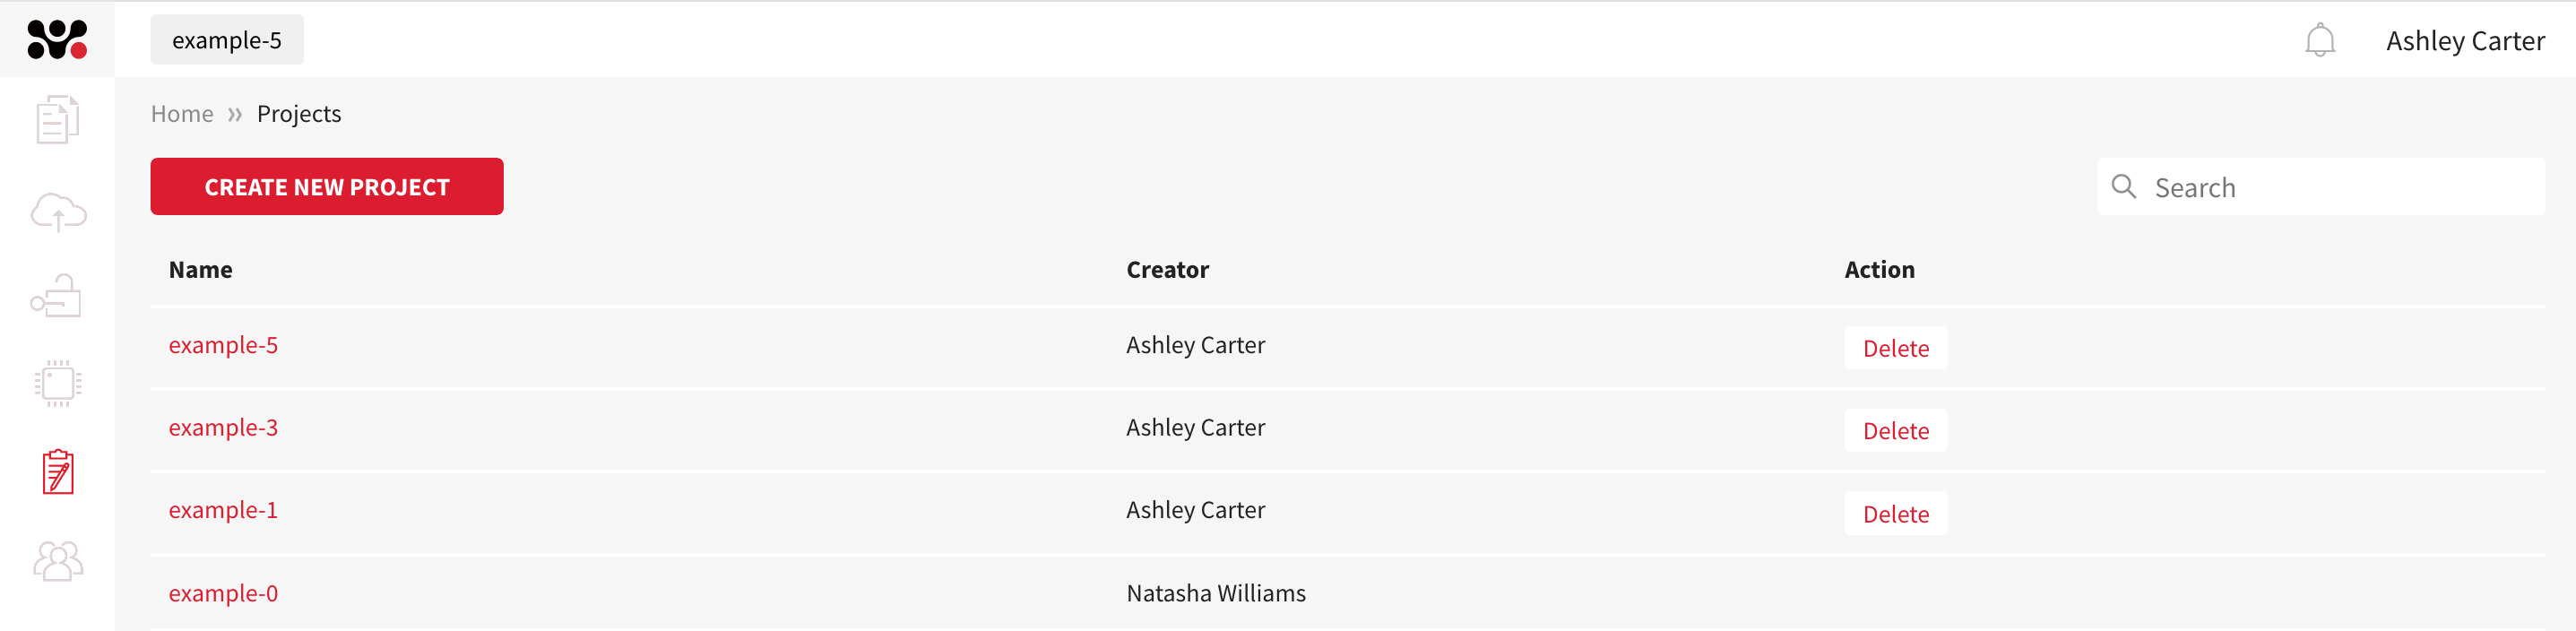 example-5
Ashley Carter
Home » Projects
CREATE NEW PROJECT
Search
Name Creator Action
example-5 Ashley Carter Delete
example-3 Ashley Carter Delete
example-1 Ashley Carter Delete
example-0 Natasha Williams